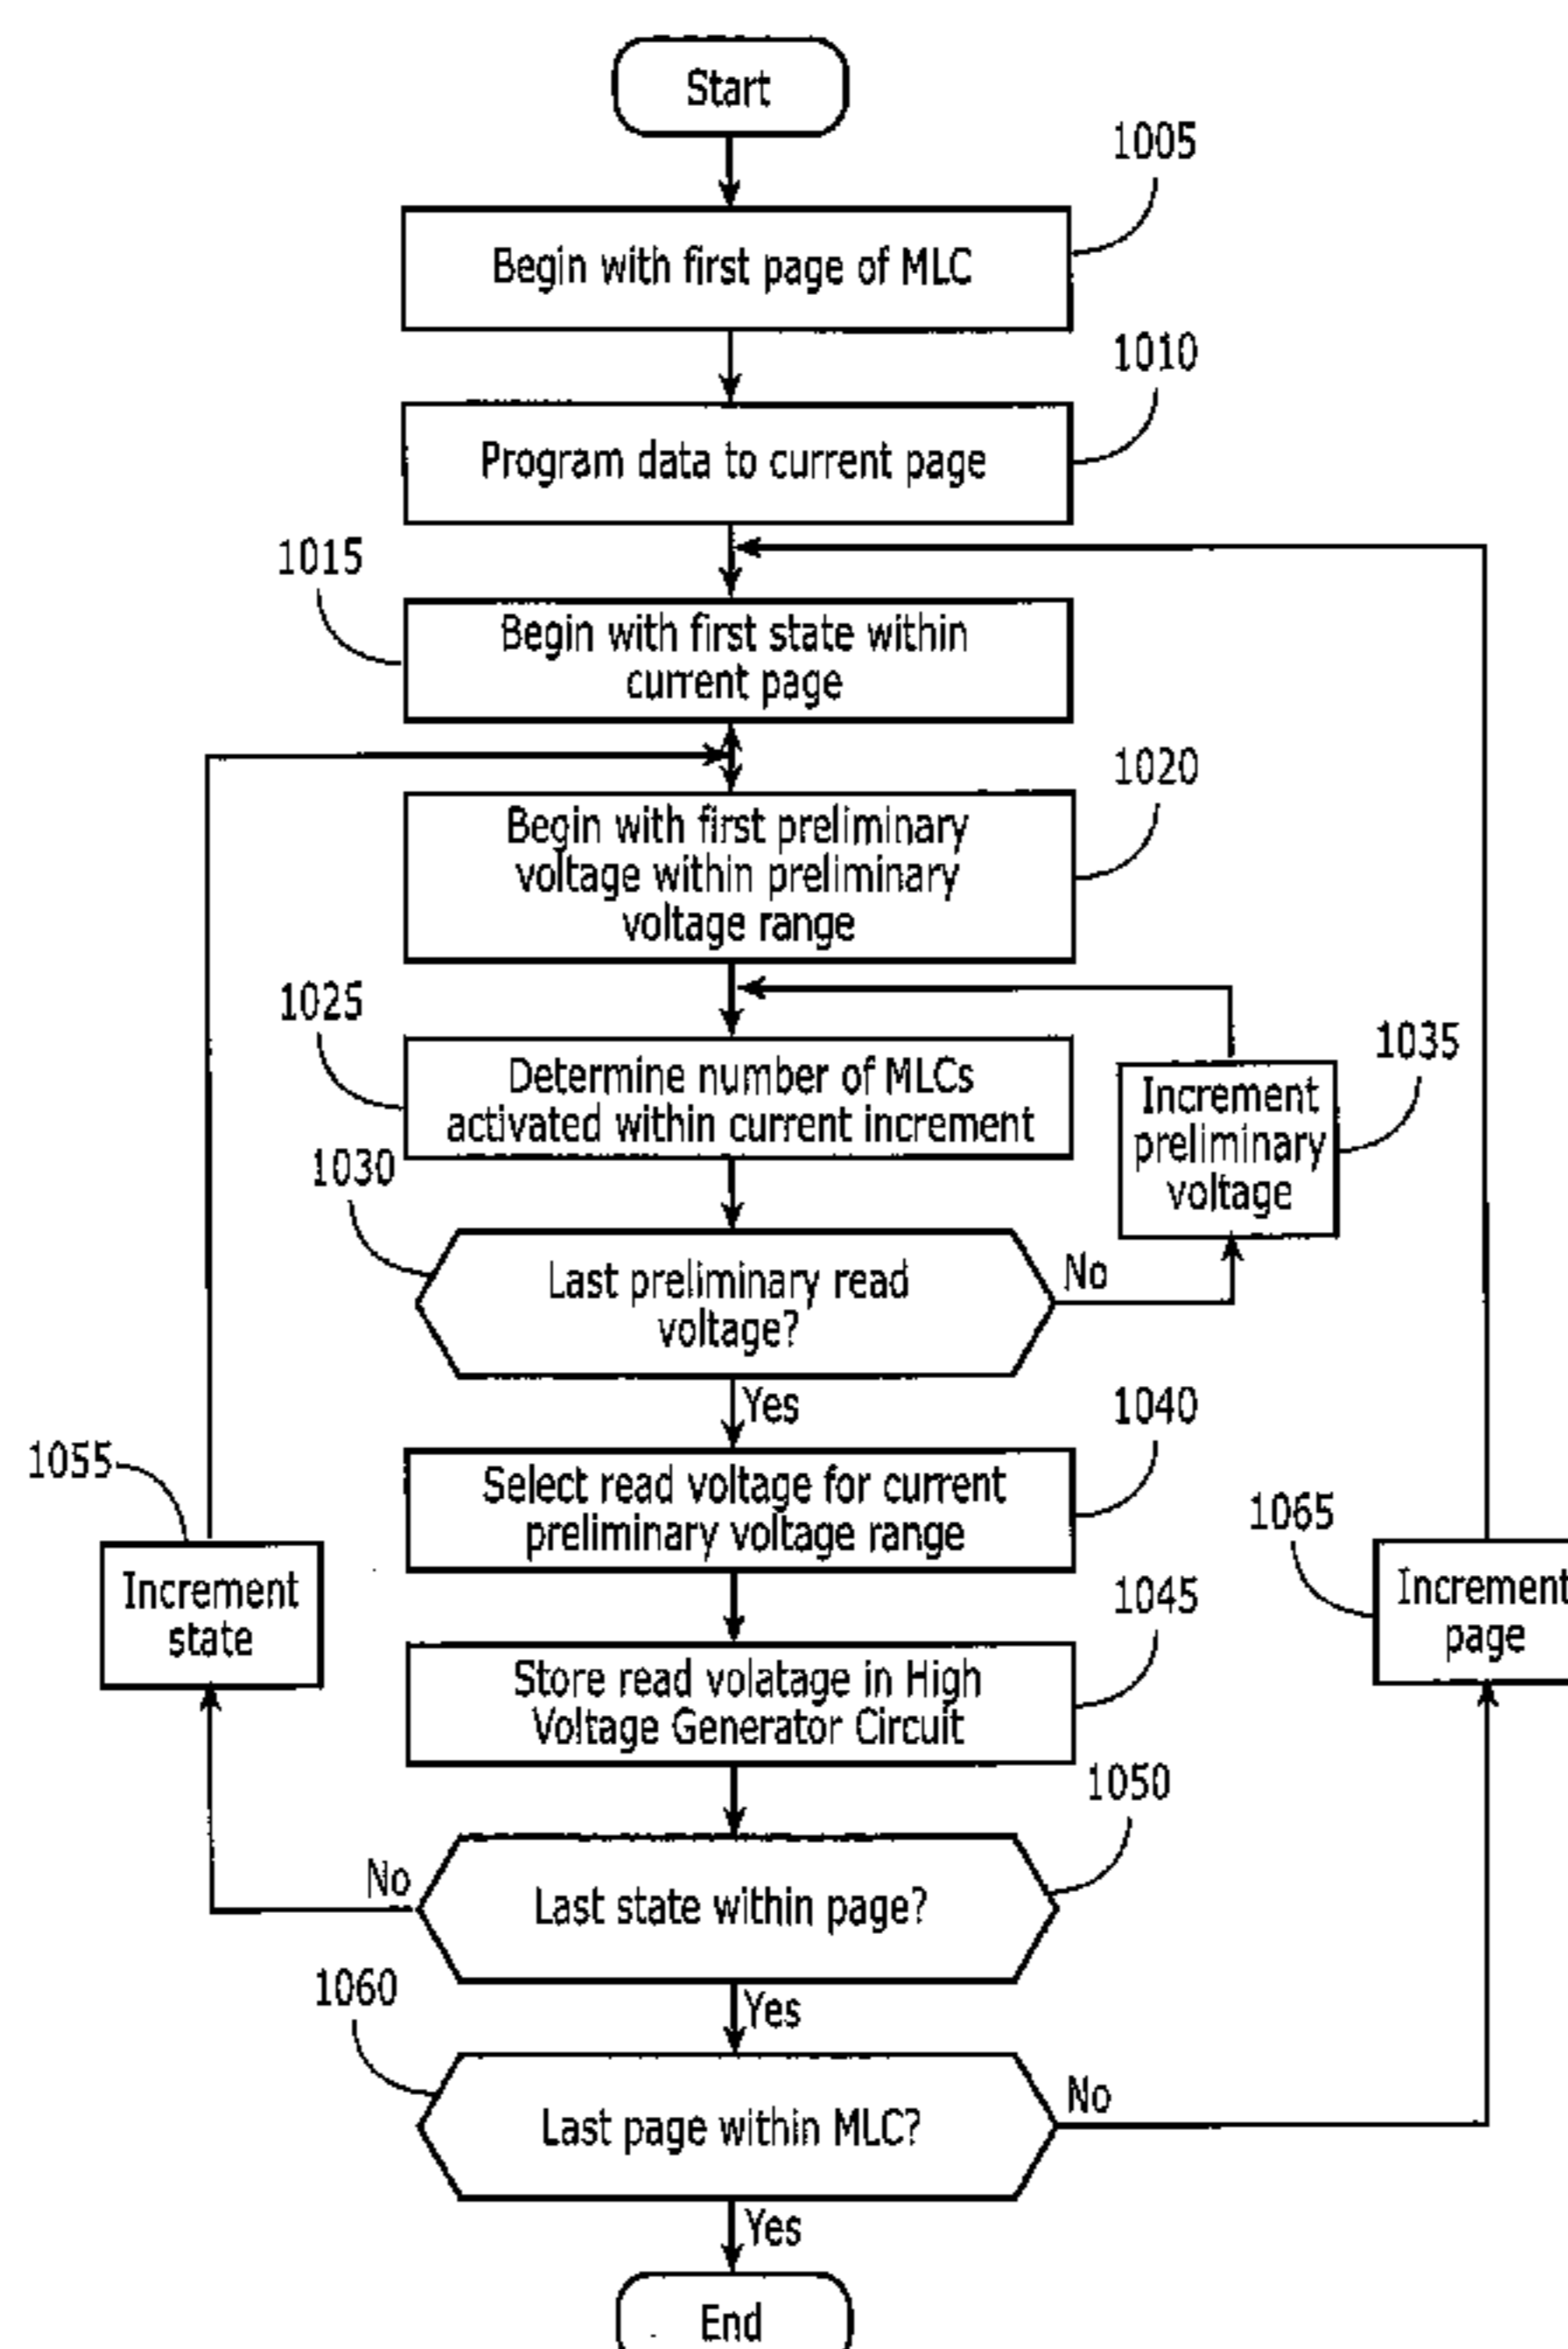 Start
1005
Begin with first page of MLC
1010
Program data to current page
1015
Begin with first state within
current page
1020
Begin with first preliminary
voltage within preliminary
voltage range
1025
Determine number of MLCs
activated within current increment
1035
Increment
preliminary
voltage
1030
Last preliminary read
voltage?
No
Yes
1040
Select read voltage for current
preliminary voltage range
1055
Increment
state
1065
Increment
page
1045
Store read volatage in High
Voltage Generator Circuit
1050
Last state within page?
No
Yes
1060
Last page within MLC?
No
Yes
End